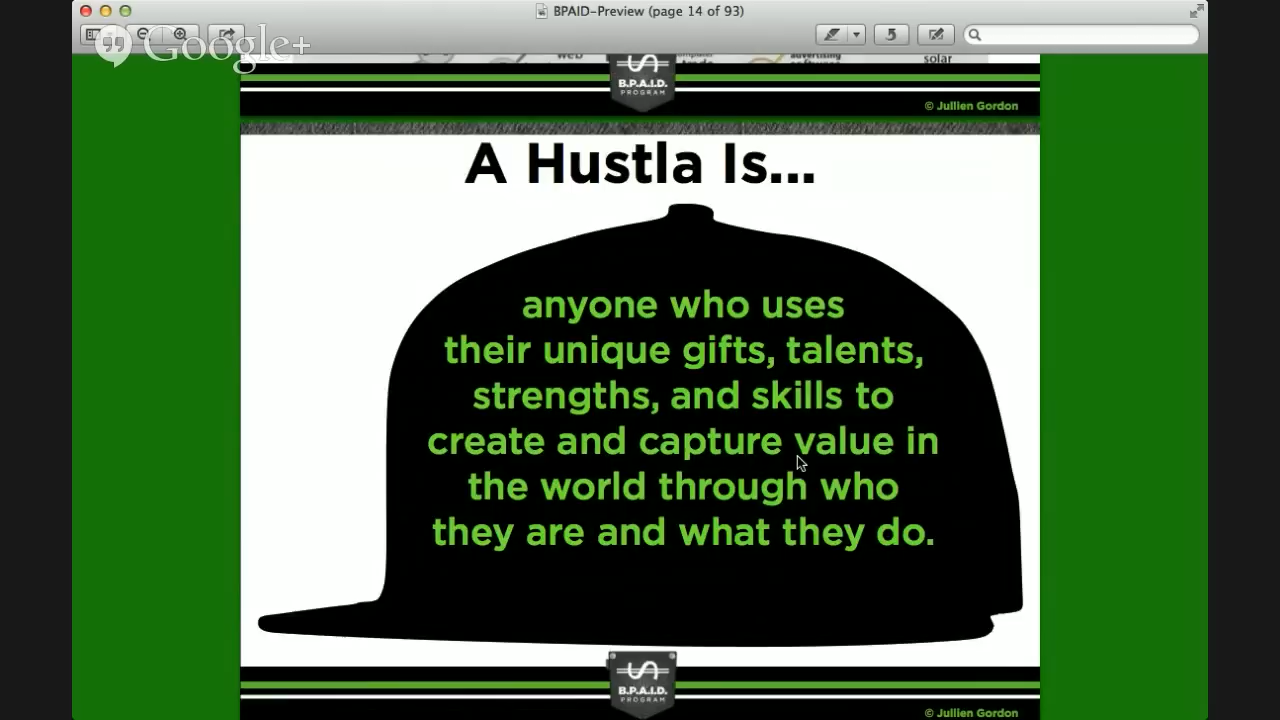 BPAID-Preview (page 14 of 93)
Google+
solar
B.P.A.I.D.
PROGRAM
© Jullien Gordon
A Hustla Is...
anyone who uses
their unique gifts, talents,
strengths, and skills to
create and capture value in
the world through who
they are and what they do.
B.P.A.I.D.
PROGRAM
© Jullien Gordon